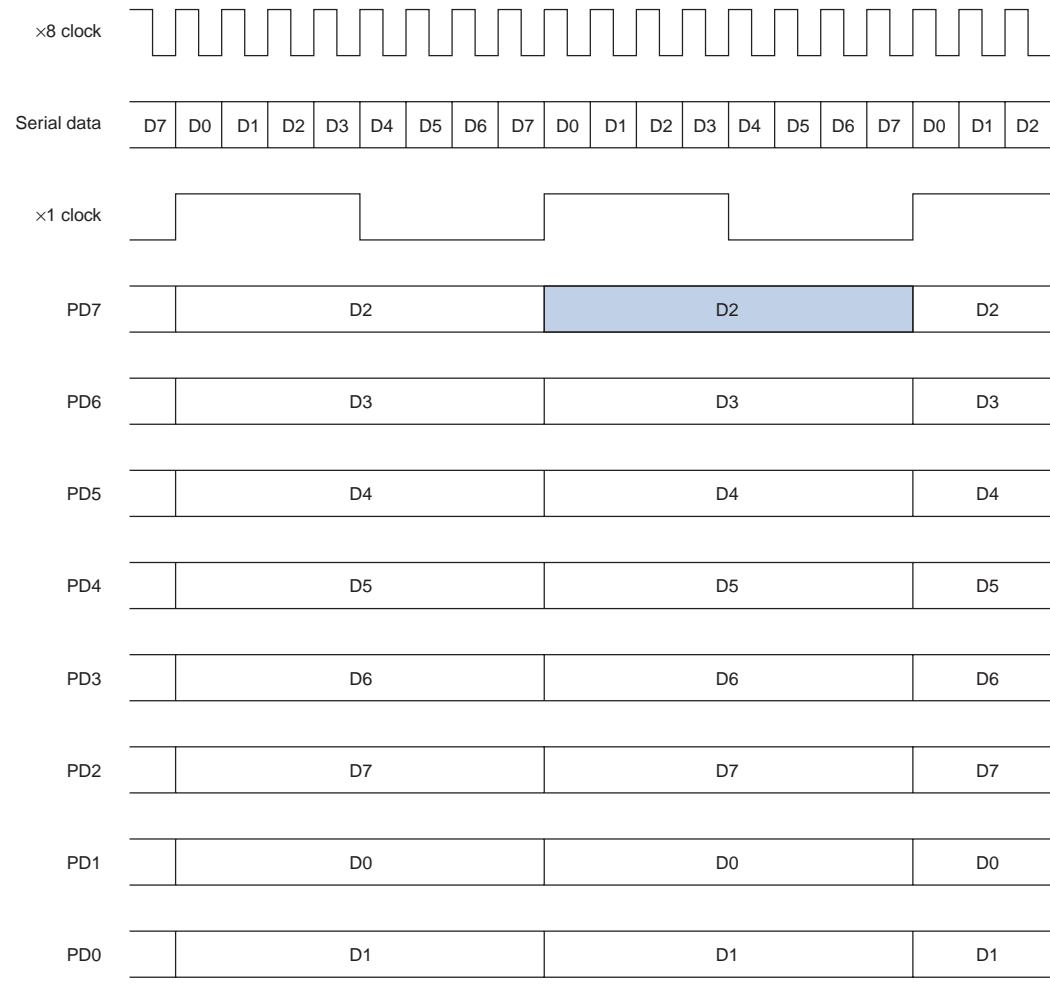 ×8 clock
Serial data D7 D0 D1 D2 D3 D4 D5 D6 D7 D0 D1 D2 D3 D4 D5 D6 D7 D0 D1 D2
×1 clock
PD7 D2 D2 D2
PD6 D3 D3 D3
PD5 D4 D4 D4
PD4 D5 D5 D5
PD3 D6 D6 D6
PD2 D7 D7 D7
PD1 D0 D0 D0
PD0 D1 D1 D1